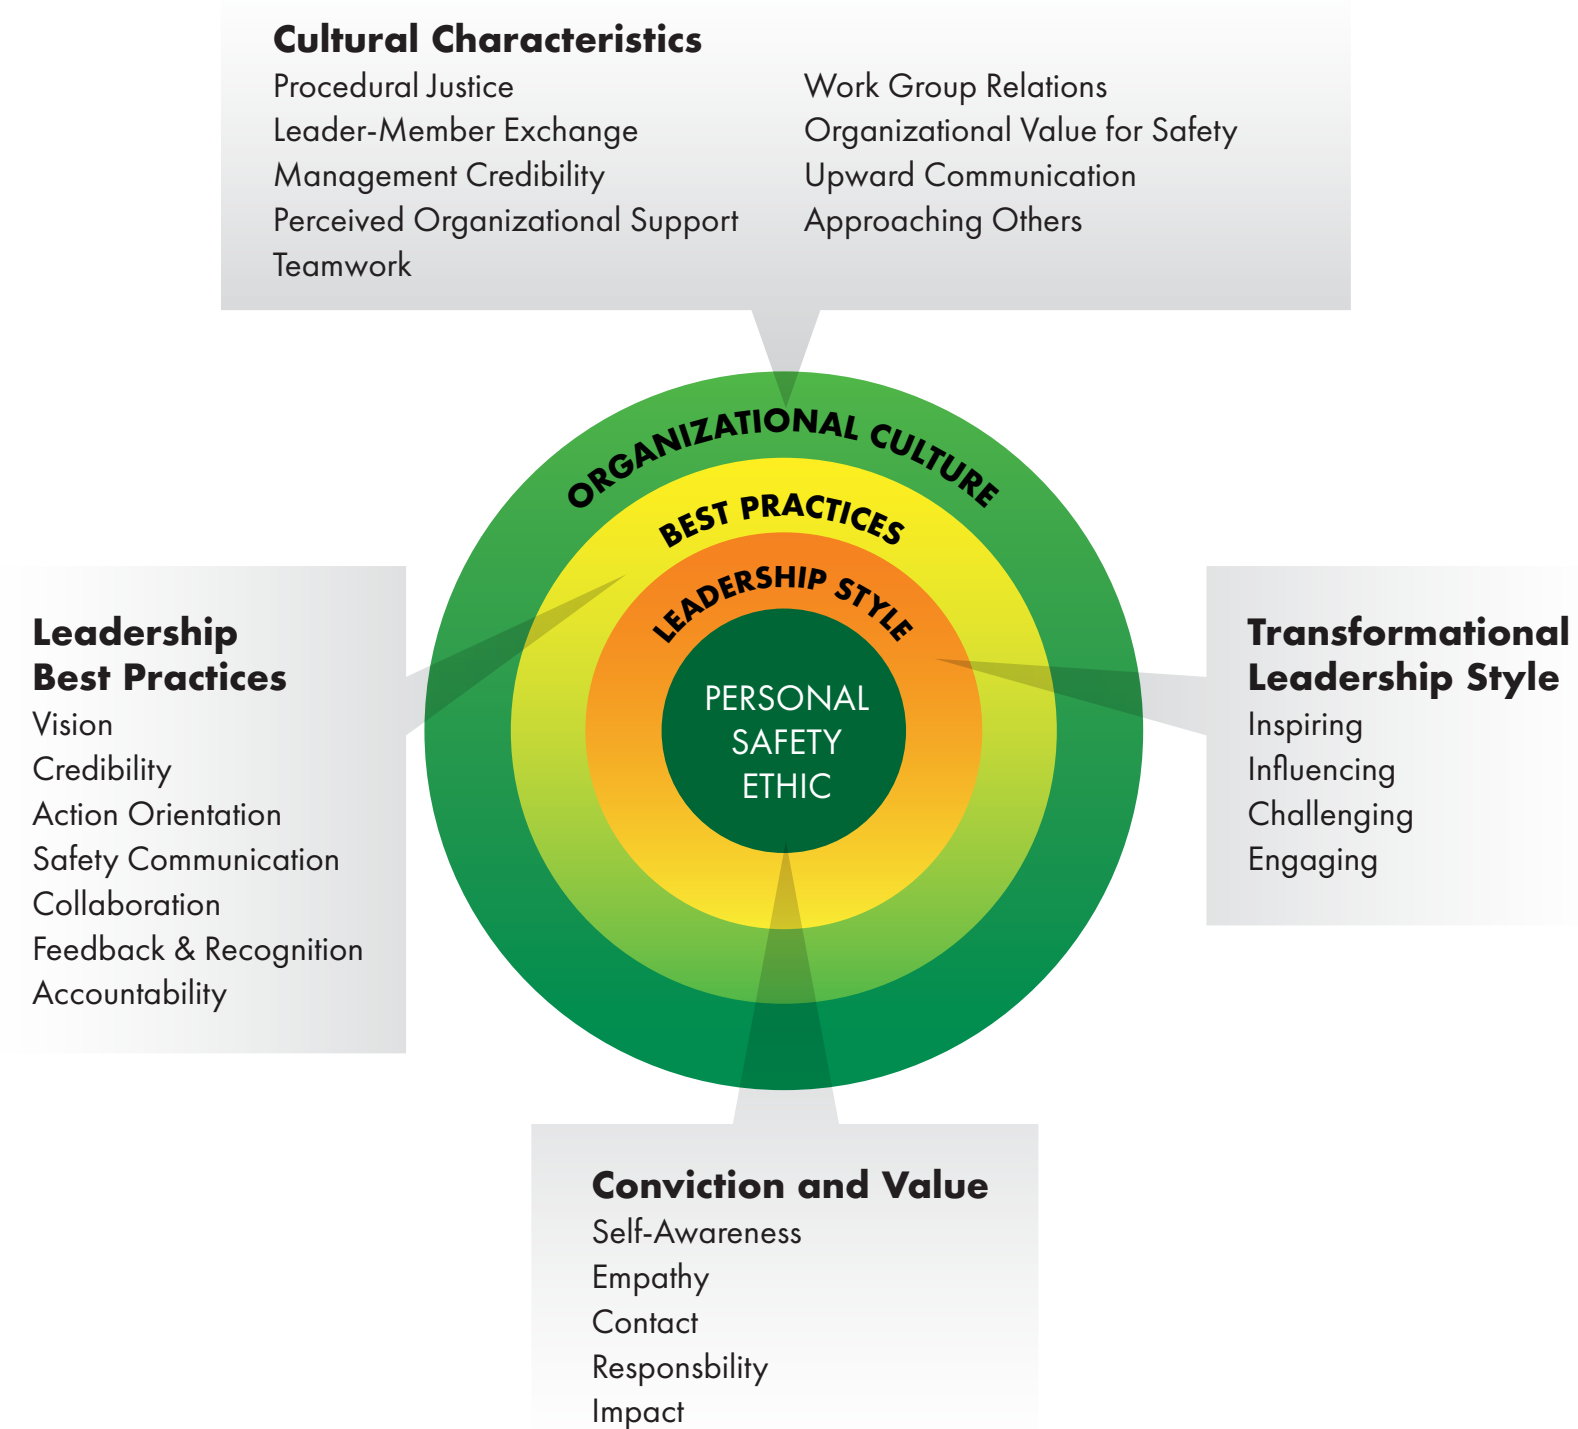 Cultural Characteristics
Procedural Justice
Leader-Member Exchange
Management Credibility
Perceived Organizational Support
Teamwork
Work Group Relations
Organizational Value for Safety
Upward Communication
Approaching Others
ORGANIZATIONAL CULTURE
BEST PRACTICES
LEADERSHIP STYLE
PERSONAL
SAFETY
ETHIC
Leadership
Best Practices
Vision
Credibility
Action Orientation
Safety Communication
Collaboration
Feedback & Recognition
Accountability
Transformational
Leadership Style
Inspiring
Influencing
Challenging
Engaging
Conviction and Value
Self-Awareness
Empathy
Contact
Responsbility
Impact